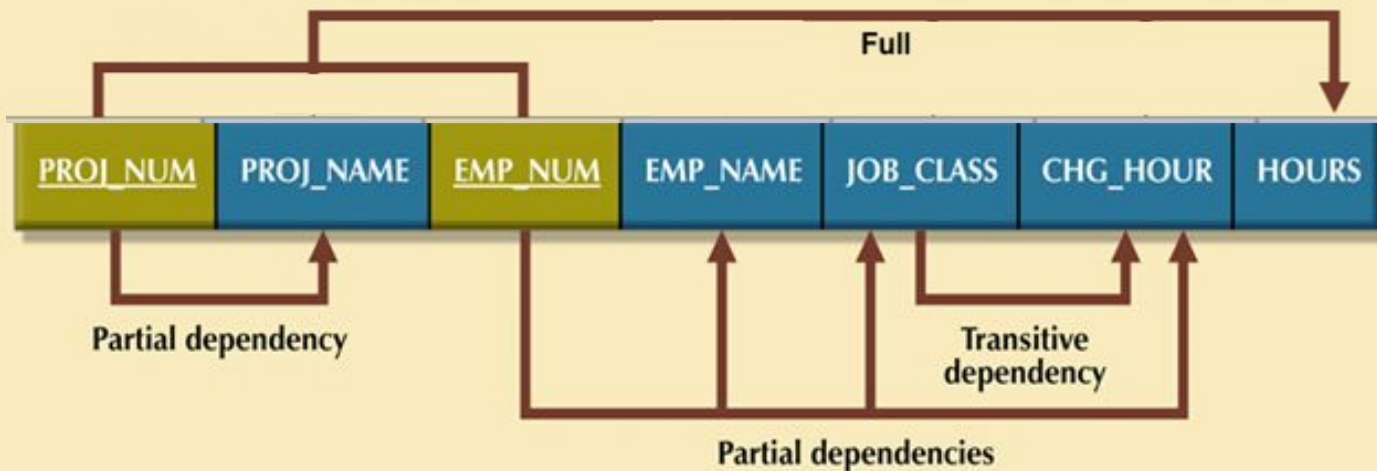 Full
PROJ_NUM PROJ_NAME EMP_NUM EMP_NAME JOB_CLASS CHG_HOUR HOURS
Partial dependency
Transitive
dependency
Partial dependencies